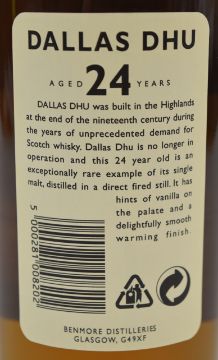 DALLAS DHU
AGED 24 YEARS
DALLAS DHU was built in the Highlands
at the end of the nineteenth century during
the years of unprecedented demand for
Scotch whisky. Dallas Dhu is no longer in
operation and this 24 year old is an
exceptionally rare example of its single
malt, distilled in a direct fired still. It has
hints of vanilla on
the palate and a
delightfully smooth
warming finish.
5 000281 008202
BENMORE DISTILLERIES
GLASGOW, G49XF